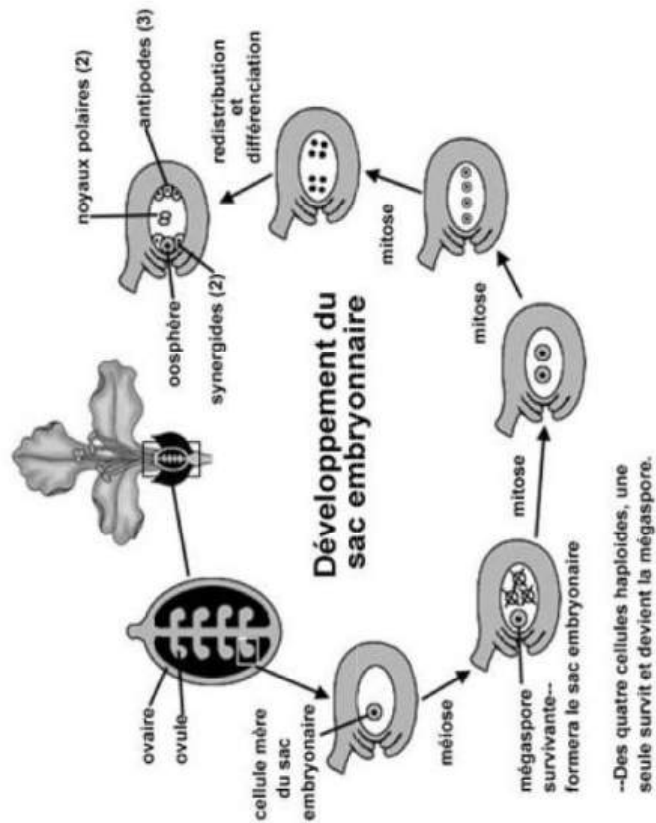 ovaire
ovule
cellule mère
du sac
embryonaire
méiose
mégaspore
survivante--
formera le sac embryonaire
--Des quatre cellules haploides, une
seule survit et devient la mégaspore.
Développement du
sac embryonnaire
mitose
mitose
mitose
redistribution
et
différenciation
noyaux polaires (2)
antipodes (3)
oosphère
synergides (2)